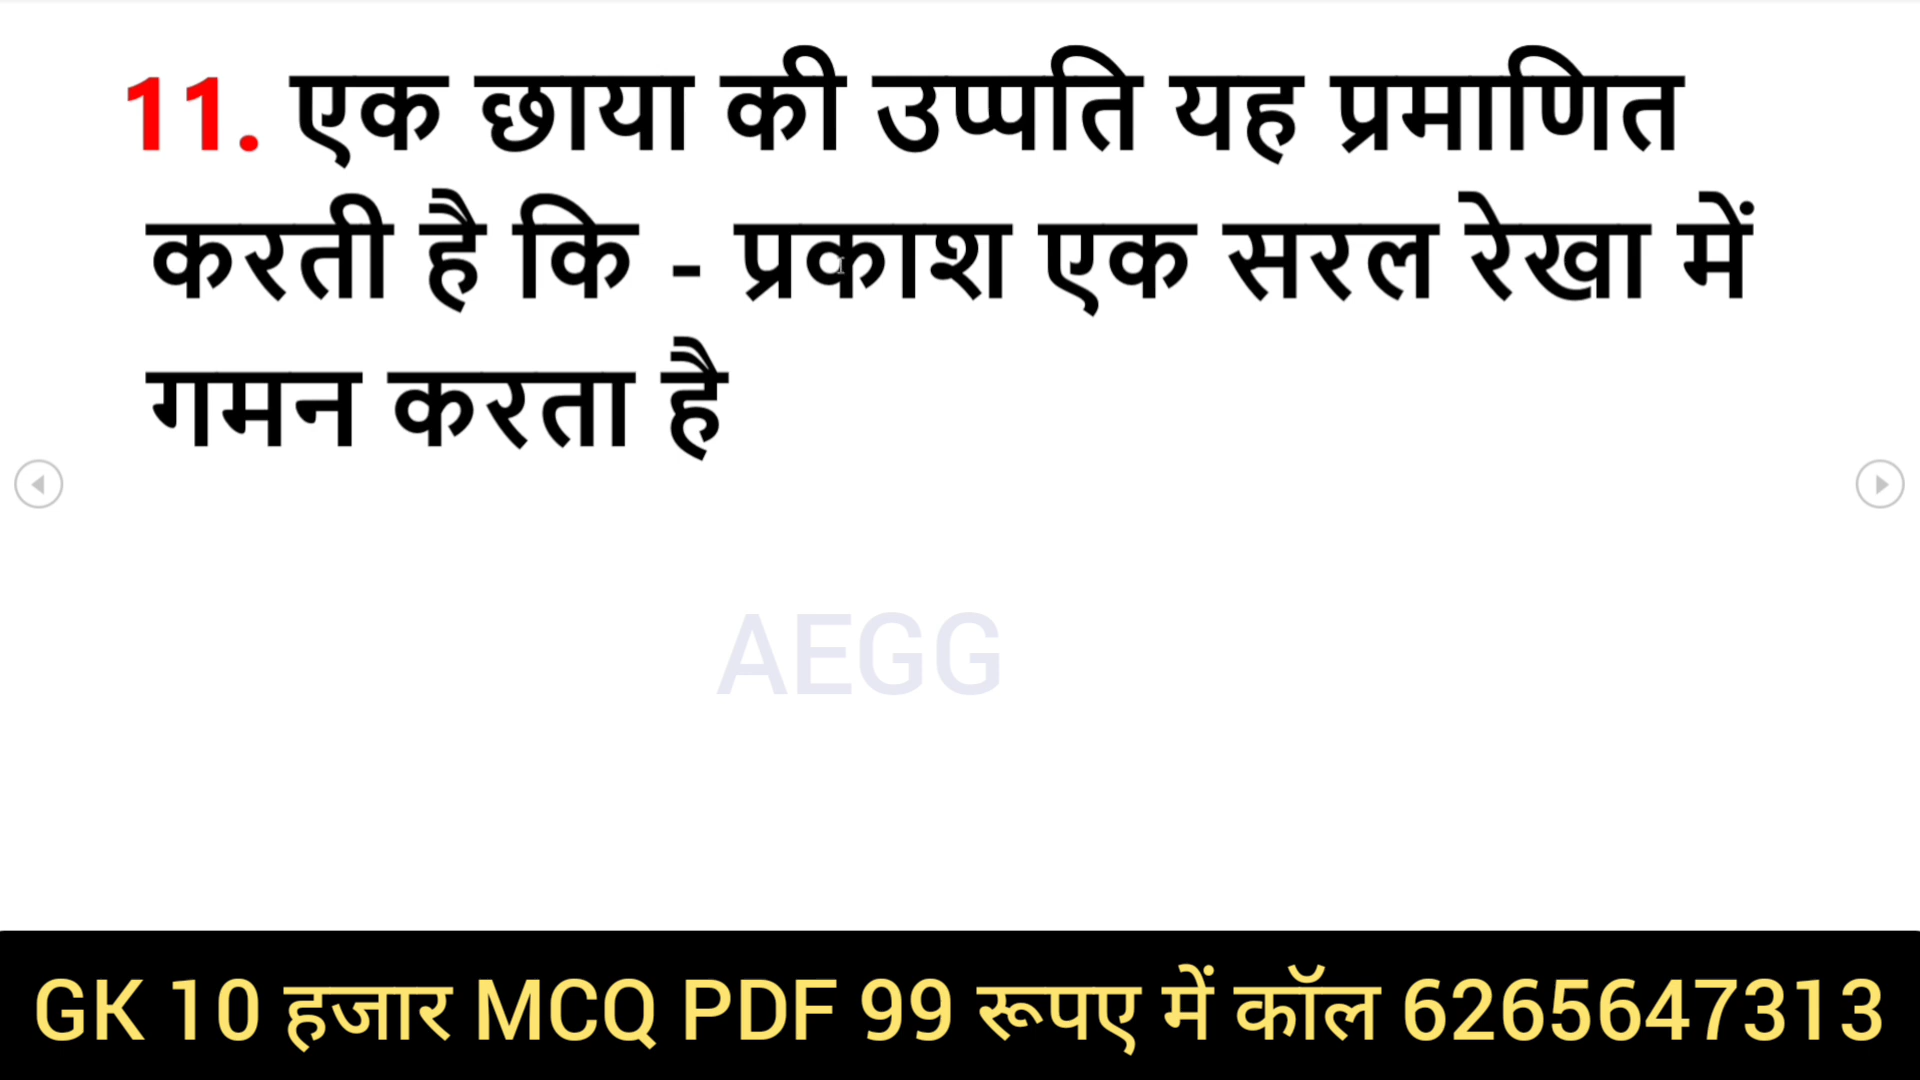 11. एक छाया की उप्पति यह प्रमाणित
करती है कि - प्रकाश एक सरल रेखा में
गमन करता है
AEGG
GK 10 हजार MCQ PDF 99 रूपए में कॉल 6265647313